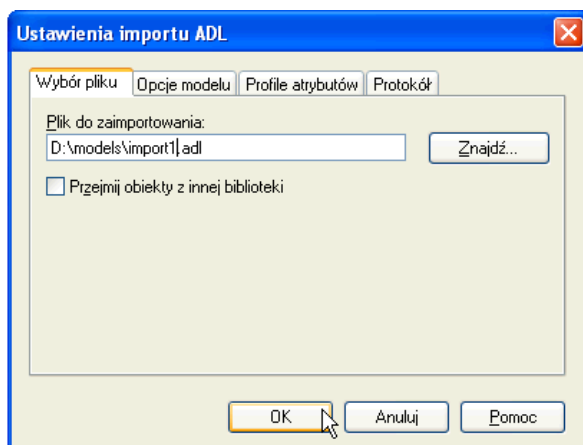 Ustawienia importu ADL
Wybór pliku Opcje modelu Profile atrybutów Protokół
Plik do zaimportowania:
D:\models\import1.adl Znajdź...
Przejmij obiekty z innej biblioteki
OK Anuluj Pomoc